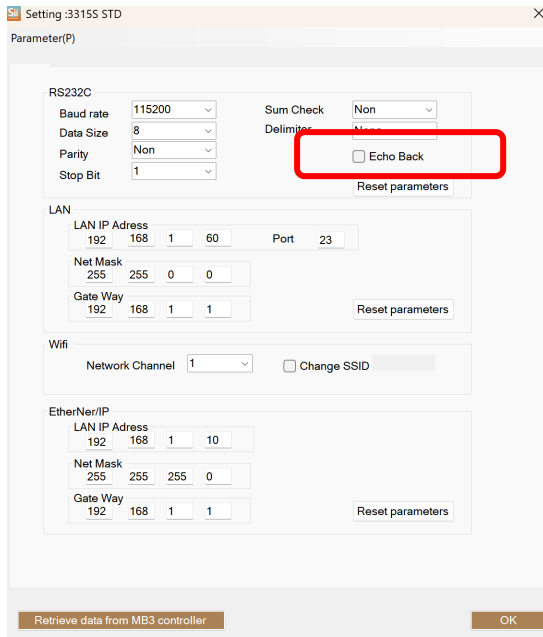 Setting :3315S STD
Parameter(P)
RS232C
Baud rate 115200 Sum Check Non
Data Size 8 Delimiter None
Parity Non Echo Back
Stop Bit 1
Reset parameters
LAN
LAN IP Adress
192 168 1 60 Port 23
Net Mask
255 255 0 0
Gate Way
192 168 1 1 Reset parameters
Wifi
Network Channel 1 Change SSID
EtherNer/IP
LAN IP Adress
192 168 1 10
Net Mask
255 255 255 0
Gate Way
192 168 1 1 Reset parameters
Retrieve data from MB3 controller OK